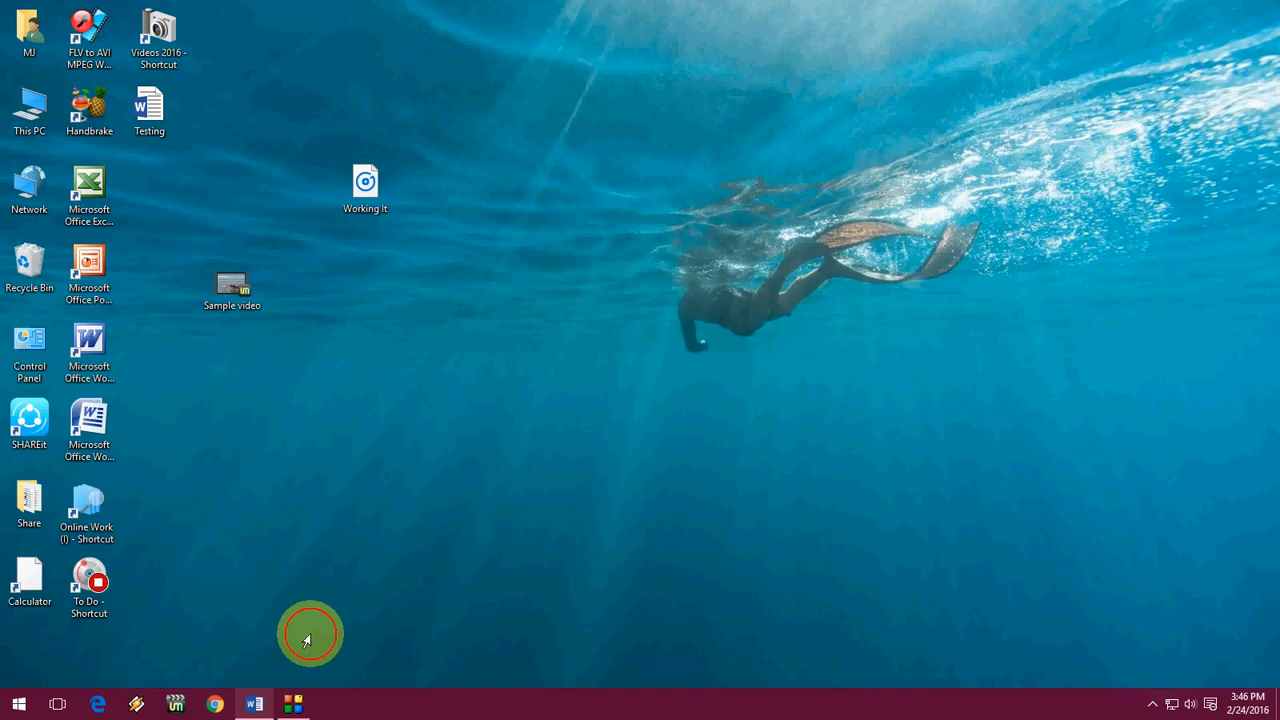 MJ
FLV to AVI
MPEG W...
Videos 2016 -
Shortcut
This PC
Handbrake
Testing
Network
Microsoft
Office Exc...
Working It
Recycle Bin
Microsoft
Office Po...
Sample video
Control
Panel
Microsoft
Office Wo...
SHAREit
Microsoft
Office Wo...
Share
Online Work
(I) - Shortcut
Calculator
To Do -
Shortcut
3:46 PM
2/24/2016